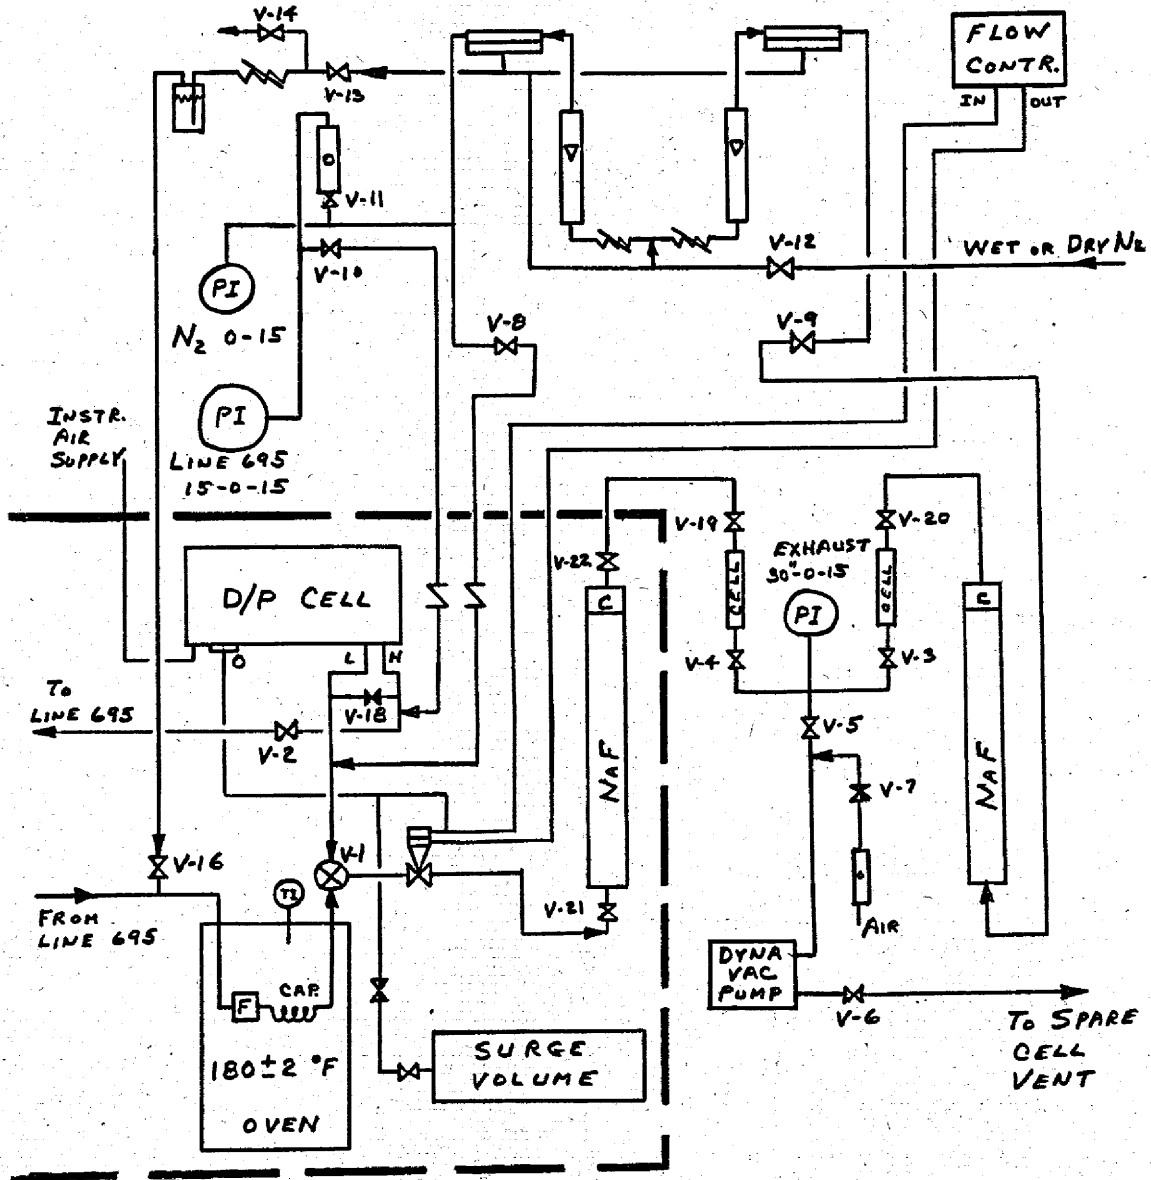 V-14
FLOW
CONTR.
IN
OUT
V-13
V-11
V-10
V-12
WET OR DRY N2
PI
N2 0-15
V-8
V-9
INSTR.
AIR
SUPPLY
PI
LINE 695
15-0-15
V-19
V-20
EXHAUST
30"-0-15
V-22
D/P CELL
C
CELL
PI
CELL
C
O
L
H
V-4
V-3
TO
LINE 695
V-18
V-2
V-5
NAF
NAF
V-7
V-1
V-16
TI
V-21
AIR
FROM
LINE 695
DYNA
VAC
PUMP
CAP.
F
V-6
TO SPARE
CELL
VENT
180±2 °F
OVEN
SURGE
VOLUME